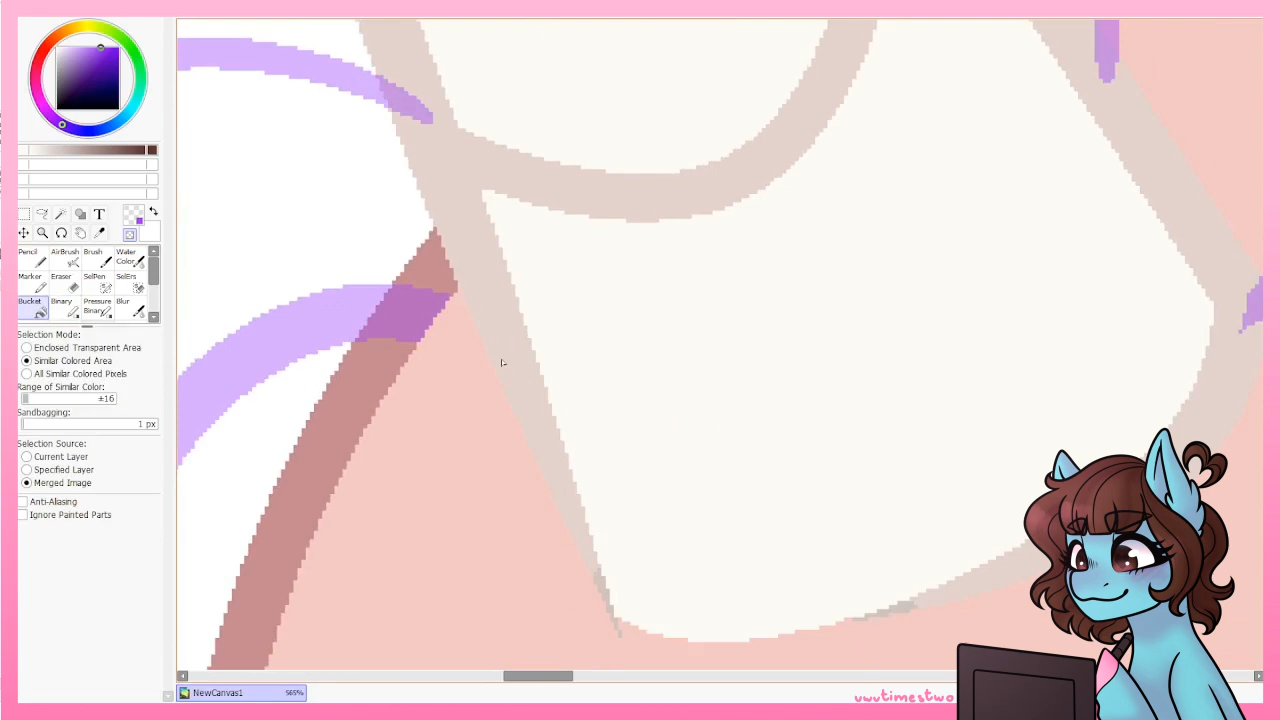 T
Pencil AirBrush Brush Water Color
Marker Eraser SelPen SelErs
Bucket Binary Pressure Binary Blur
Selection Mode:
Enclosed Transparent Area
Similar Colored Area
All Similar Colored Pixels
Range of Similar Color:
±16
Sandbagging:
1 px
Selection Source:
Current Layer
Specified Layer
Merged Image
Anti-Aliasing
Ignore Painted Parts
NewCanvas1 565%
uwutimestwo